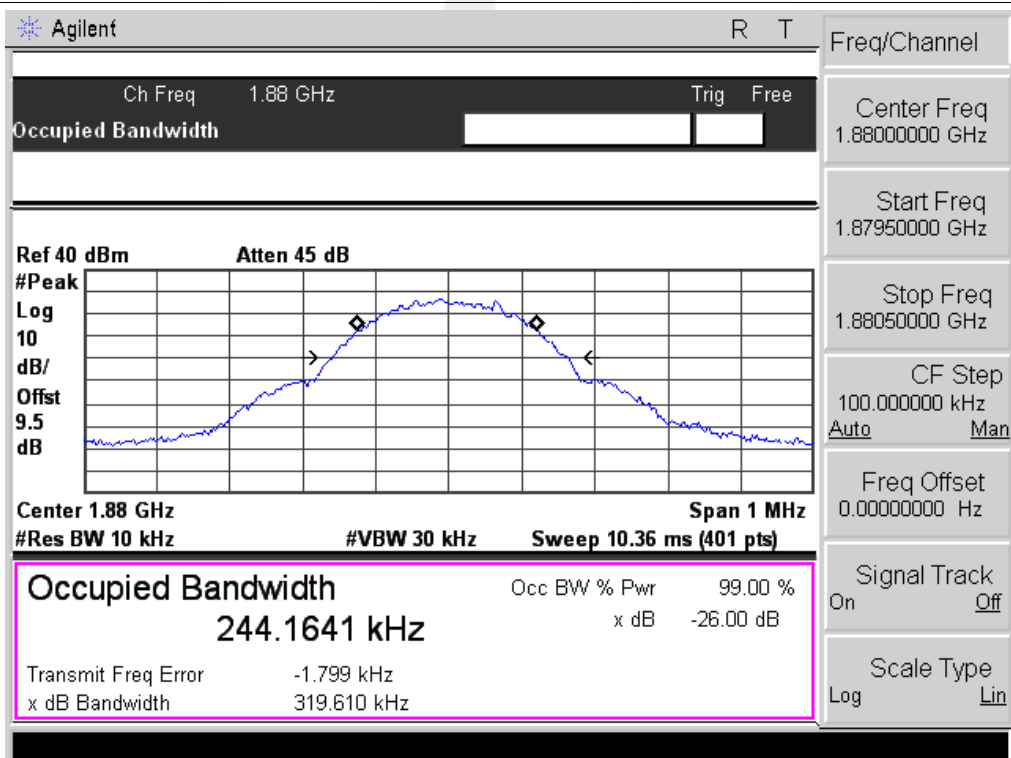 Agilent R T
Ch Freq 1.88 GHz Trig Free
Occupied Bandwidth
Ref 40 dBm Atten 45 dB
#Peak
Log
10
dB/
Offst
9.5
dB
Center 1.88 GHz Span 1 MHz
#Res BW 10 kHz #VBW 30 kHz Sweep 10.36 ms (401 pts)
Occupied Bandwidth
244.1641 kHz
Occ BW % Pwr 99.00 %
x dB -26.00 dB
Transmit Freq Error -1.799 kHz
x dB Bandwidth 319.610 kHz
Freq/Channel
Center Freq
1.88000000 GHz
Start Freq
1.87950000 GHz
Stop Freq
1.88050000 GHz
CF Step
100.000000 kHz
Auto Man
Freq Offset
0.00000000 Hz
Signal Track
On Off
Scale Type
Log Lin